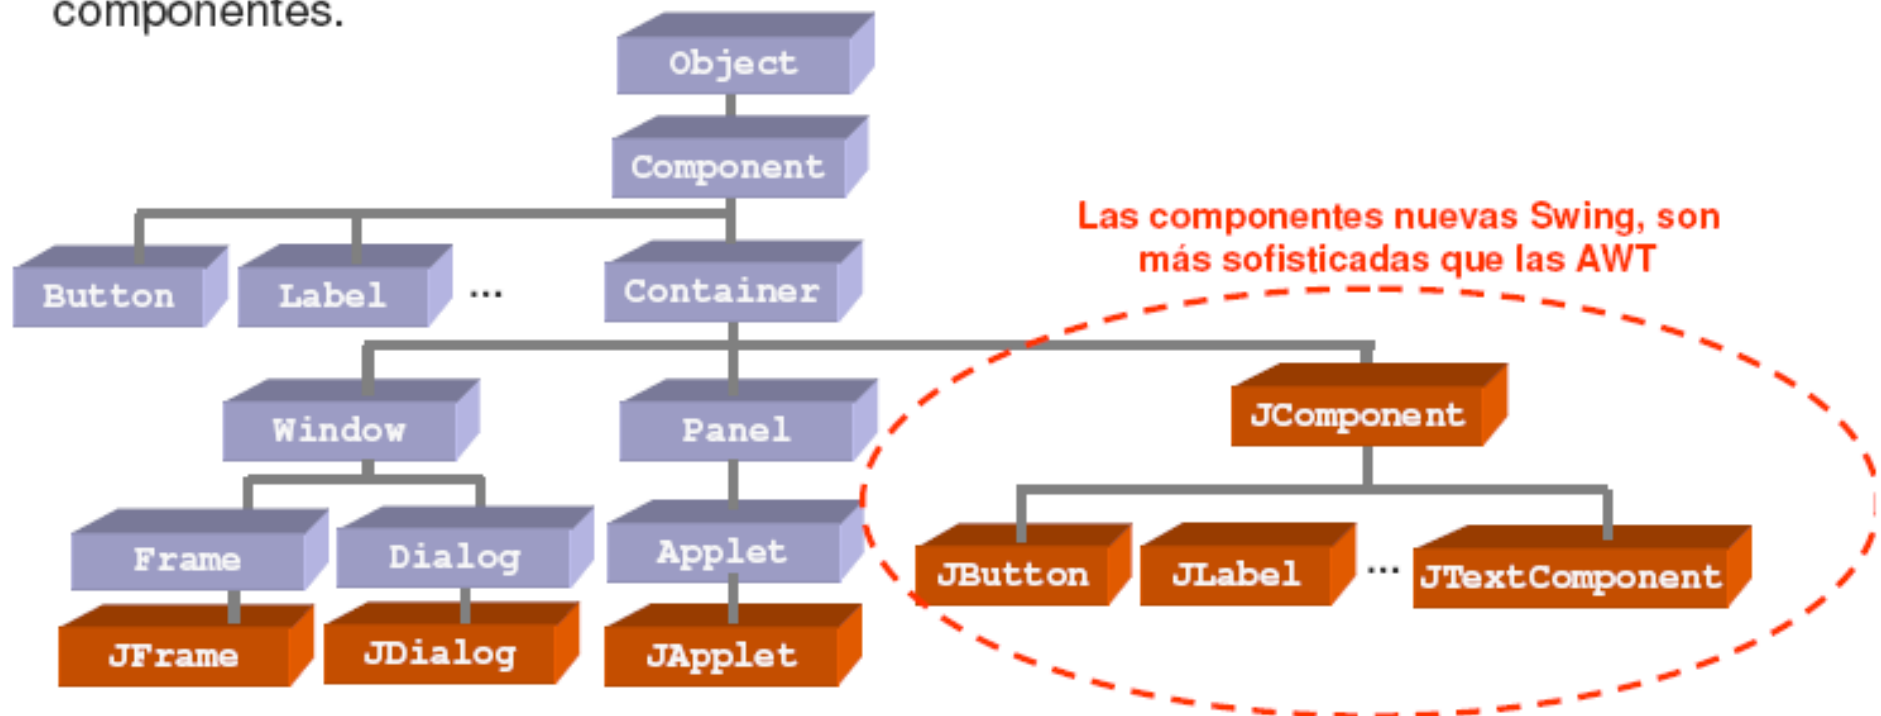 componentes.
Object
Component
Las componentes nuevas Swing, son
más sofisticadas que las AWT
Button Label ... Container
Window Panel JComponent
Frame Dialog Applet JButton JLabel ... JTextComponent
JFrame JDialog JApplet